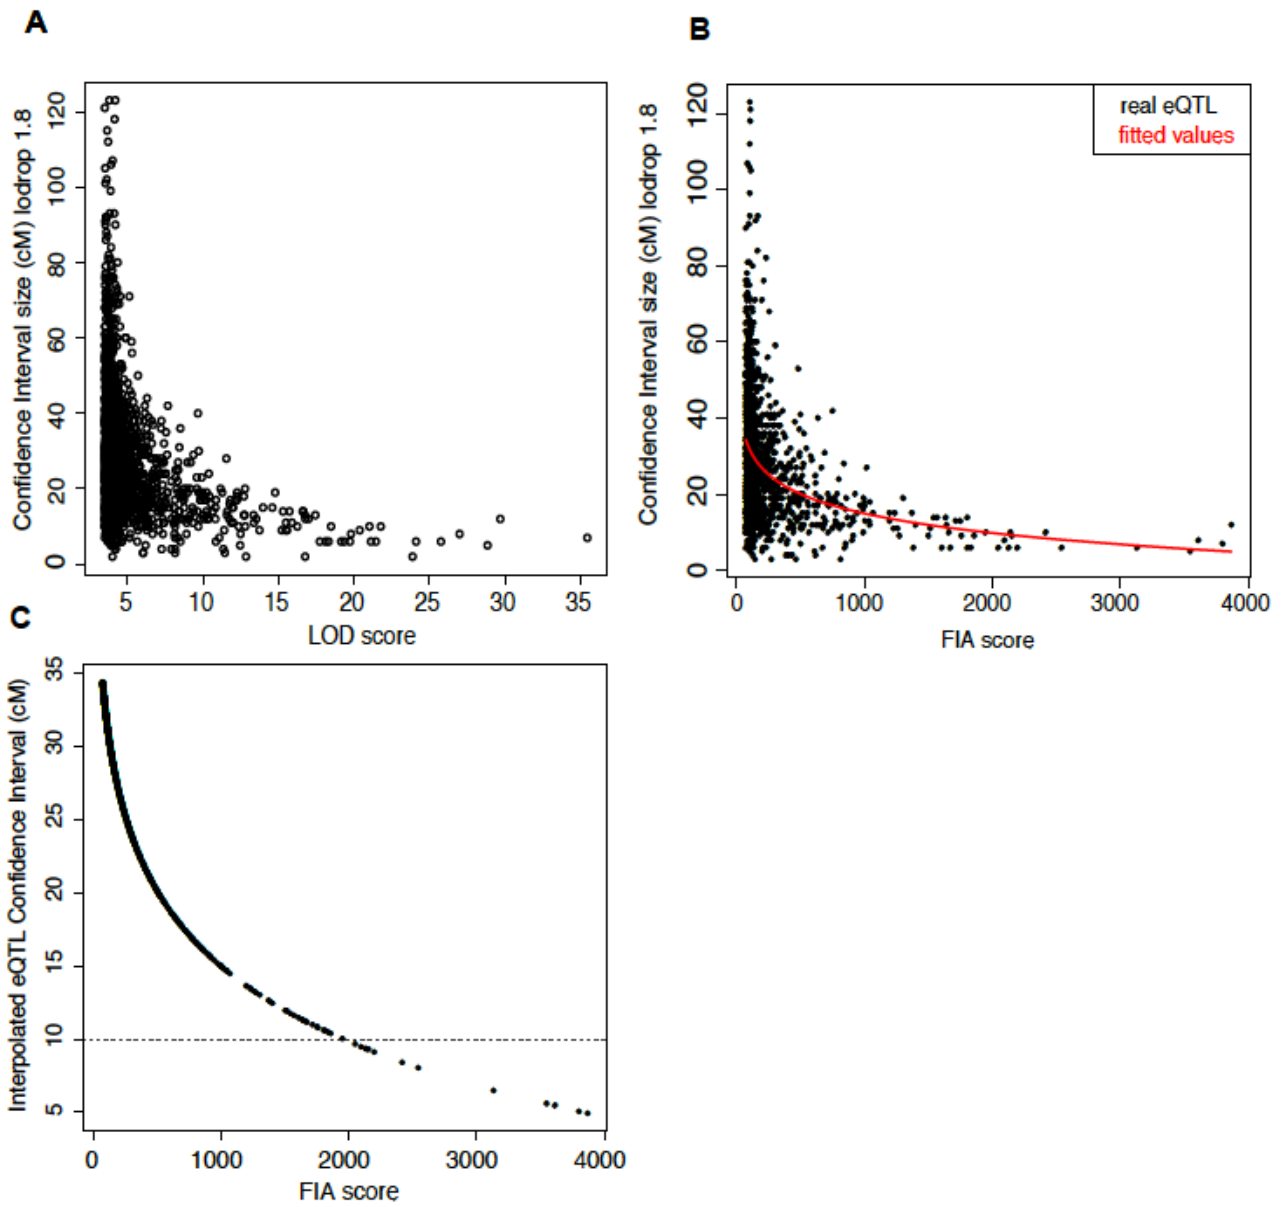 A
Confidence Interval size (cM) lodrop 1.8
120
100
80
60
40
20
0
5 10 15 20 25 30 35
LOD score
B
Confidence Interval size (cM) lodrop 1.8
120
100
80
60
40
20
0
real eQTL
fitted values
0 1000 2000 3000 4000
FIA score
C
Interpolated eQTL Confidence Interval (cM)
35
30
25
20
15
10
5
0 1000 2000 3000 4000
FIA score